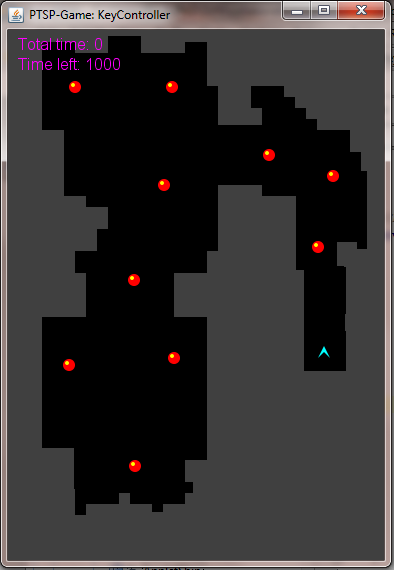 PTSP-Game: KeyController
Total time: 0
Time left: 1000